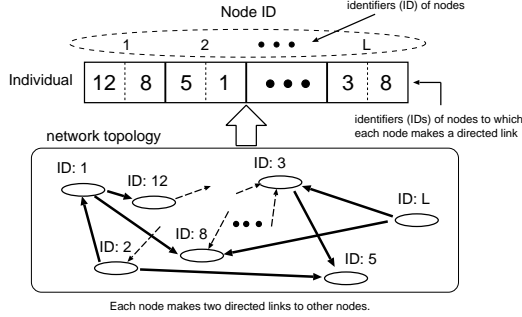 Node ID
identifiers (ID) of nodes
1 2 ••• L
Individual
12 8 5 1 ••• 3 8
identifiers (IDs) of nodes to which
each node makes a directed link
network topology
ID: 1
ID: 12
ID: 3
ID: L
ID: 8
•••
ID: 2
ID: 5
Each node makes two directed links to other nodes.